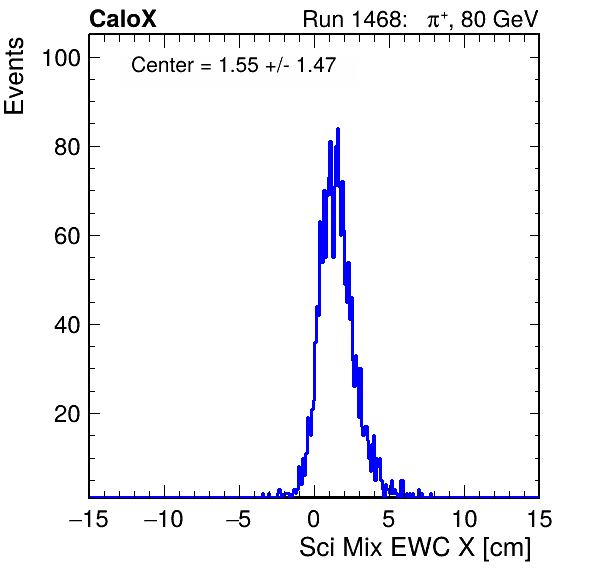 CaloX Run 1468: π+, 80 GeV
Events
Center = 1.55 +/- 1.47
100
80
60
40
20
−15 −10 −5 0 5 10 15
Sci Mix EWC X [cm]